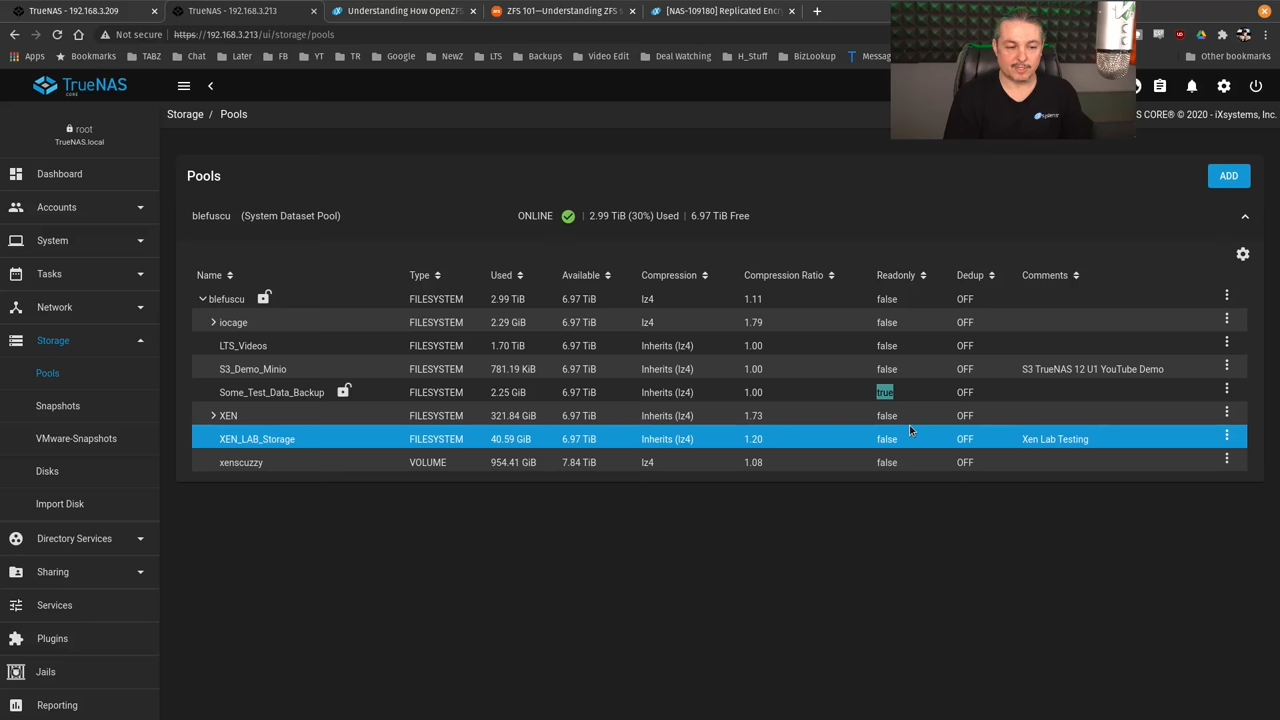 TrueNAS - 192.168.3.209
TrueNAS - 192.168.3.213
Understanding How OpenZFS
ZFS 101—Understanding ZFS s
[NAS-109180] Replicated Enc
Not secure
https://192.168.3.213/ui/storage/pools
Apps
Bookmarks
TABZ
Chat
Later
FB
YT
TR
Google
NewZ
LTS
Backups
Video Edit
Deal Watching
H_Stuff
BizLookup
Messag
Other bookmarks
TrueNAS
CORE
S CORE® © 2020 - iXsystems, Inc.
root
TrueNAS.local
Storage / Pools
Dashboard
Accounts
System
Tasks
Network
Storage
Pools
Snapshots
VMware-Snapshots
Disks
Import Disk
Directory Services
Sharing
Services
Plugins
Jails
Reporting
Pools
ADD
blefuscu (System Dataset Pool) ONLINE | 2.99 TiB (30%) Used | 6.97 TiB Free
Name Type Used Available Compression Compression Ratio Readonly Dedup Comments
blefuscu FILESYSTEM 2.99 TiB 6.97 TiB lz4 1.11 false OFF
iocage FILESYSTEM 2.29 GiB 6.97 TiB lz4 1.79 false OFF
LTS_Videos FILESYSTEM 1.70 TiB 6.97 TiB Inherits (lz4) 1.00 false OFF
S3_Demo_Minio FILESYSTEM 781.19 KiB 6.97 TiB Inherits (lz4) 1.00 false OFF S3 TrueNAS 12 U1 YouTube Demo
Some_Test_Data_Backup FILESYSTEM 2.25 GiB 6.97 TiB Inherits (lz4) 1.00 true OFF
XEN FILESYSTEM 321.84 GiB 6.97 TiB Inherits (lz4) 1.73 false OFF
XEN_LAB_Storage FILESYSTEM 40.59 GiB 6.97 TiB Inherits (lz4) 1.20 false OFF Xen Lab Testing
xenscuzzy VOLUME 954.41 GiB 7.84 TiB lz4 1.08 false OFF